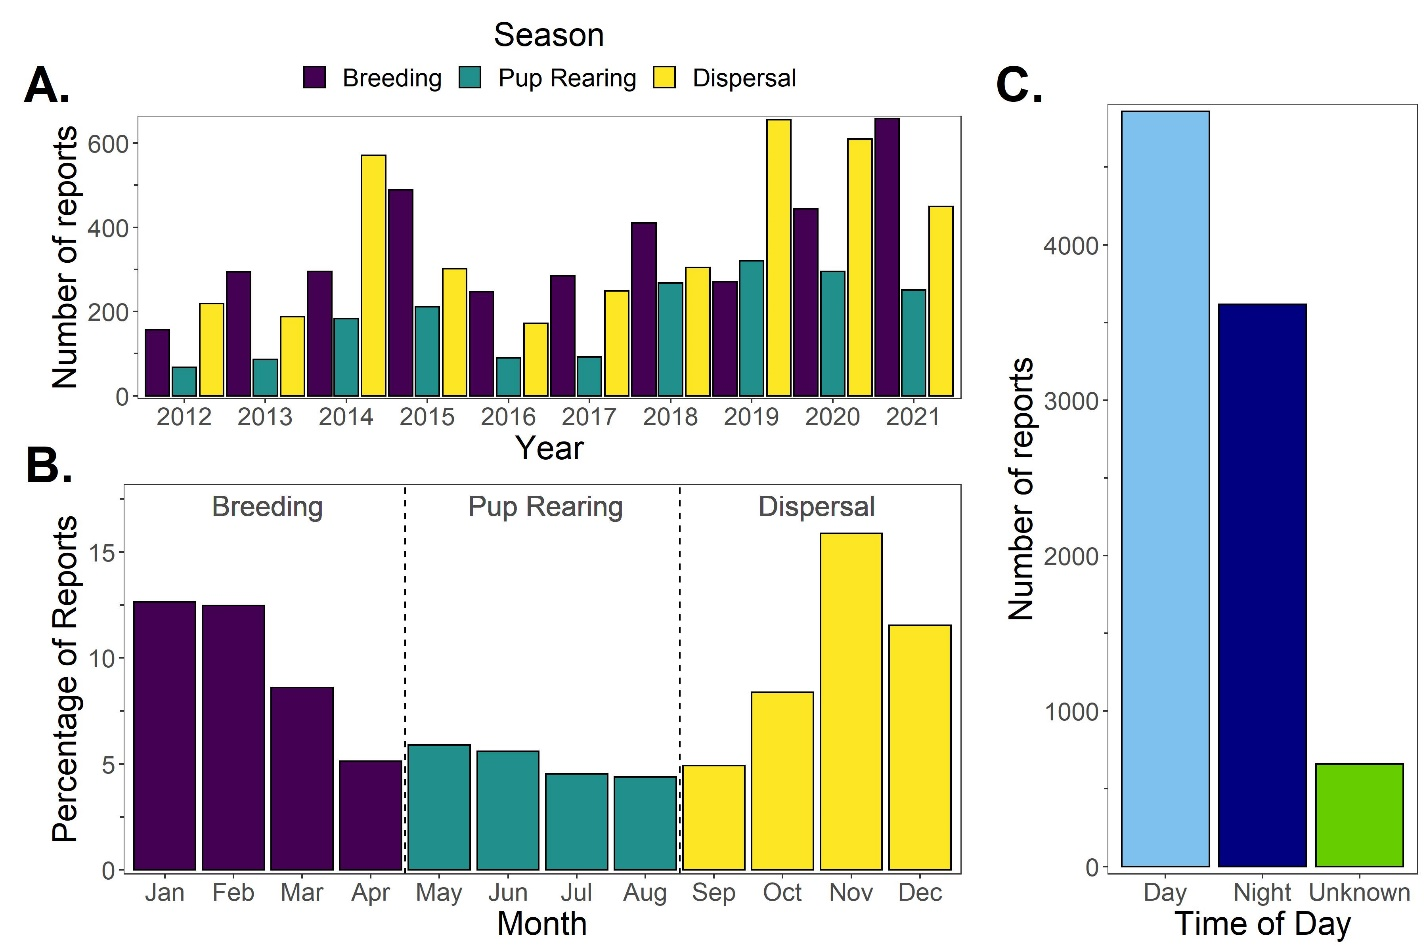 Season
Breeding Pup Rearing Dispersal
A.
Number of reports
600
400
200
0
2012 2013 2014 2015 2016 2017 2018 2019 2020 2021
Year
B.
Breeding Pup Rearing Dispersal
Percentage of Reports
15
10
5
0
Jan Feb Mar Apr May Jun Jul Aug Sep Oct Nov Dec
Month
C.
Number of reports
4000
3000
2000
1000
0
Day Night Unknown
Time of Day